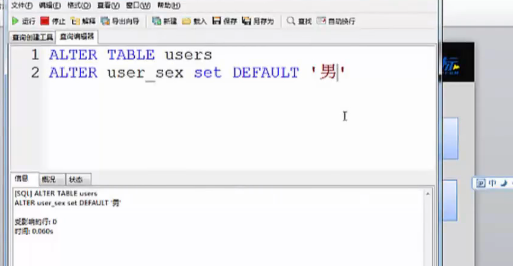 文件(F) 编辑(E) 格式(O) 查看(V) 窗口(W) 帮助(H)
运行 停止 解释 导出向导 新建 载入 保存 另存为 查找 自动换行
查询创建工具 查询编辑器
1 ALTER TABLE users
2 ALTER user_sex set DEFAULT '男'
标
信息 概况 状态
[SQL] ALTER TABLE users
ALTER user_sex set DEFAULT '男'
受影响的行: 0
时间: 0.060s
中